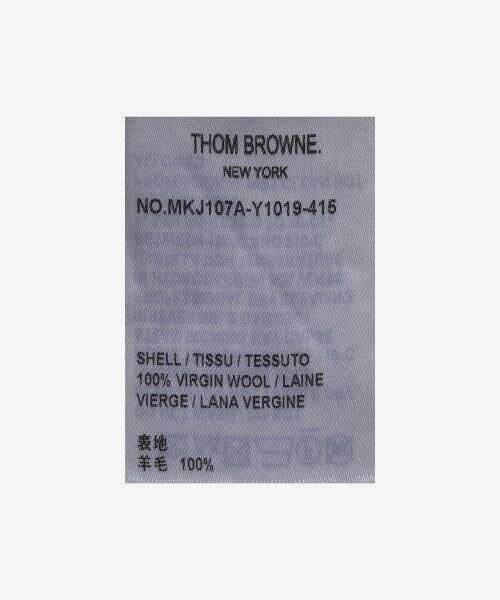 THOM BROWNE.
NEW YORK
NO.MKJ107A-Y1019-415
SHELL / TISSU / TESSUTO
100% VIRGIN WOOL / LAINE
VIERGE / LANA VERGINE
表地
羊毛 100%